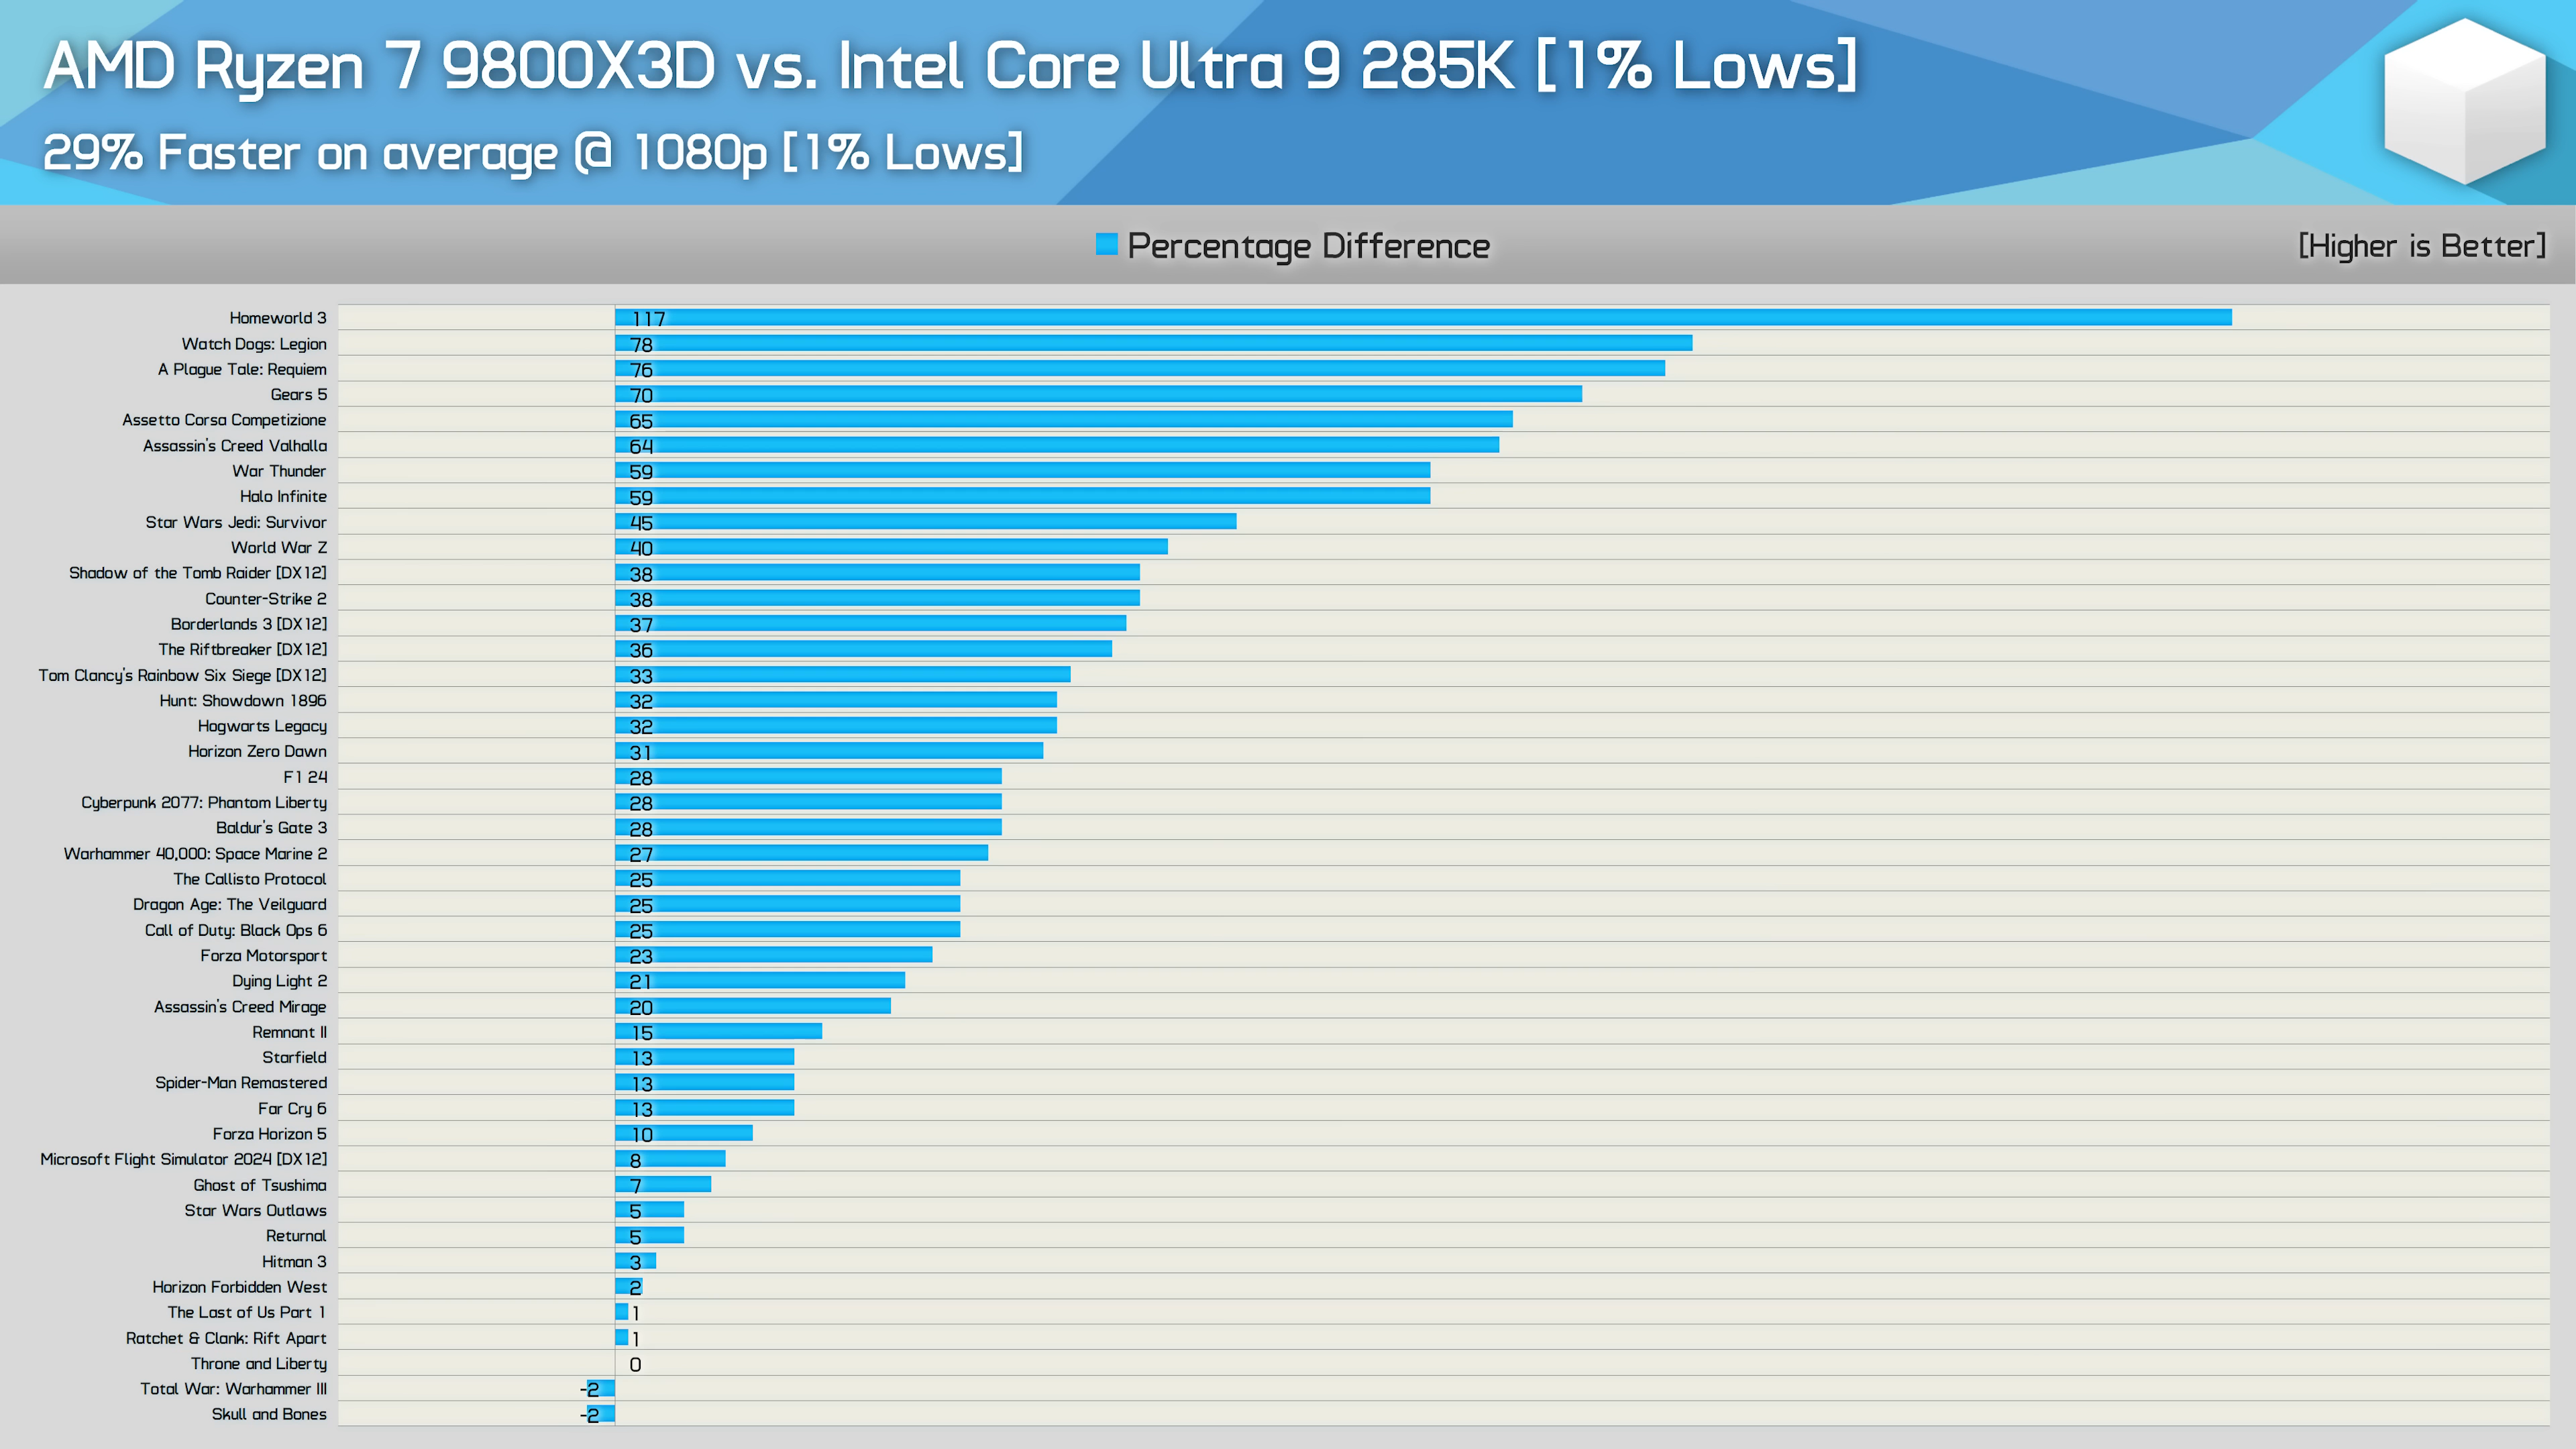 AMD Ryzen 7 9800X3D vs. Intel Core Ultra 9 285K [1% Lows]
29% Faster on average @ 1080p [1% Lows]
Percentage Difference
[Higher is Better]
Homeworld 3 117
Watch Dogs: Legion 78
A Plague Tale: Requiem 76
Gears 5 70
Assetto Corsa Competizione 65
Assassin's Creed Valhalla 64
War Thunder 59
Halo Infinite 59
Star Wars Jedi: Survivor 45
World War Z 40
Shadow of the Tomb Raider [DX12] 38
Counter-Strike 2 38
Borderlands 3 [DX12] 37
The Riftbreaker [DX12] 36
Tom Clancy's Rainbow Six Siege [DX12] 33
Hunt: Showdown 1896 32
Hogwarts Legacy 32
Horizon Zero Dawn 31
F1 24 28
Cyberpunk 2077: Phantom Liberty 28
Baldur's Gate 3 28
Warhammer 40,000: Space Marine 2 27
The Callisto Protocol 25
Dragon Age: The Veilguard 25
Call of Duty: Black Ops 6 25
Forza Motorsport 23
Dying Light 2 21
Assassin's Creed Mirage 20
Remnant II 15
Starfield 13
Spider-Man Remastered 13
Far Cry 6 13
Forza Horizon 5 10
Microsoft Flight Simulator 2024 [DX12] 8
Ghost of Tsushima 7
Star Wars Outlaws 5
Returnal 5
Hitman 3 3
Horizon Forbidden West 2
The Last of Us Part 1 1
Ratchet & Clank: Rift Apart 1
Throne and Liberty 0
Total War: Warhammer III -2
Skull and Bones -2